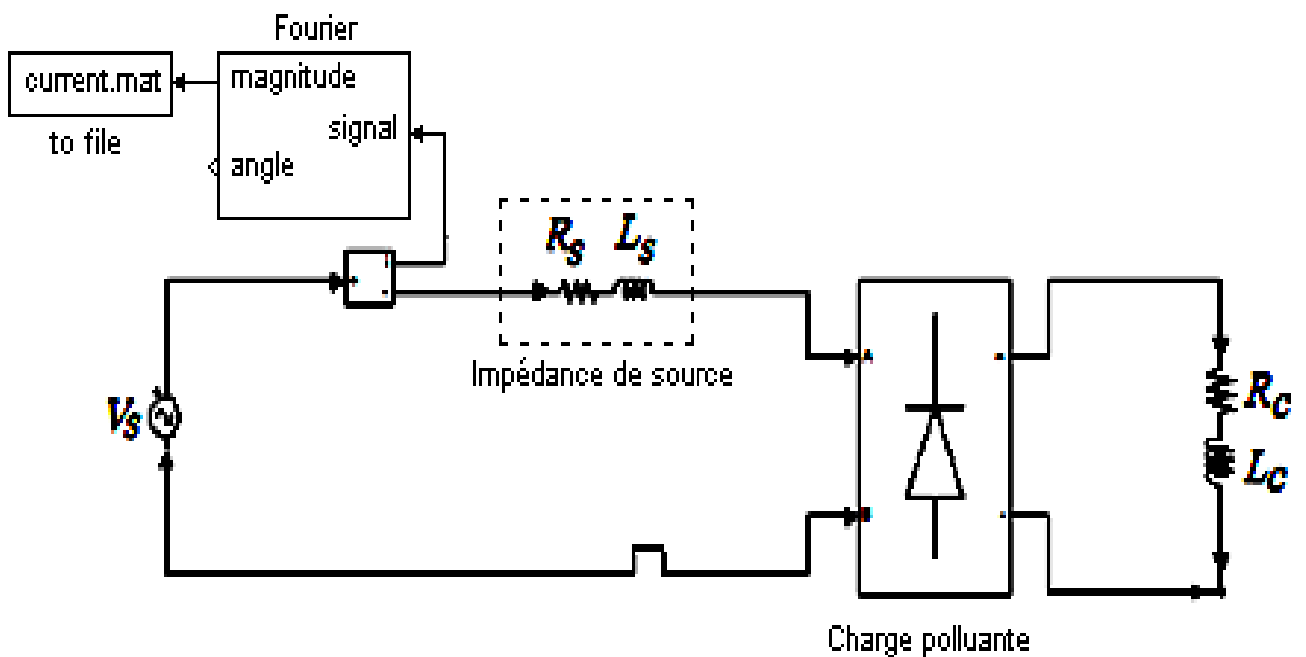 Fourier
current.mat
magnitude
signal
to file
angle
Rs Ls
Impédance de source
Vs
A
B
Rc
Lc
Charge polluante